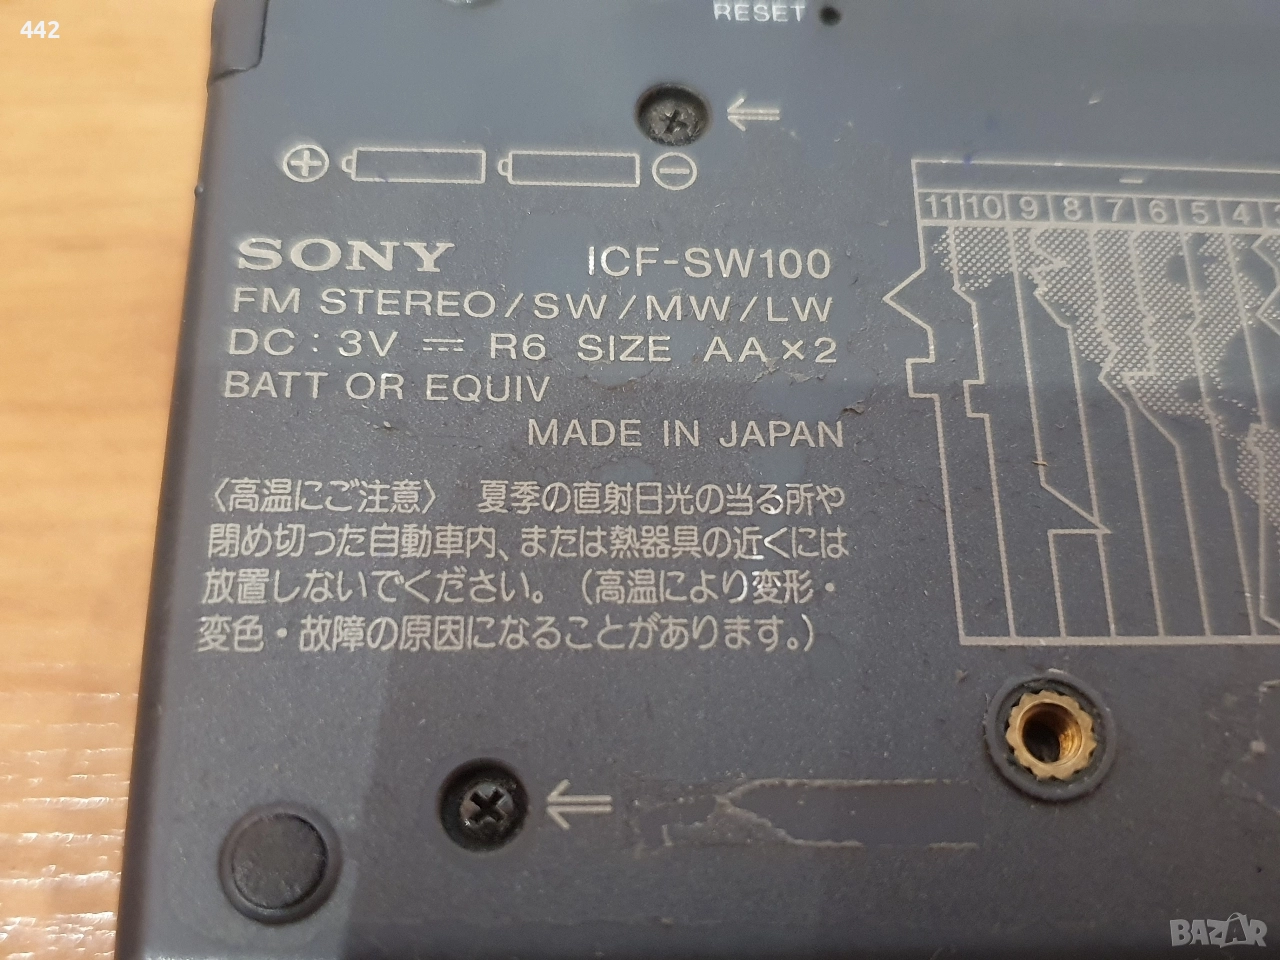 442
RESET
⊕ ⊖
11 10 9 8 7 6 5 4
SONY ICF-SW100
FM STEREO/SW/MW/LW
DC : 3V ⎓ R6 SIZE AA×2
BATT OR EQUIV
MADE IN JAPAN
〈高温にご注意〉 夏季の直射日光の当る所や
閉め切った自動車内、または熱器具の近くには
放置しないでください。(高温により変形・
変色・故障の原因になることがあります。)
BAZAR